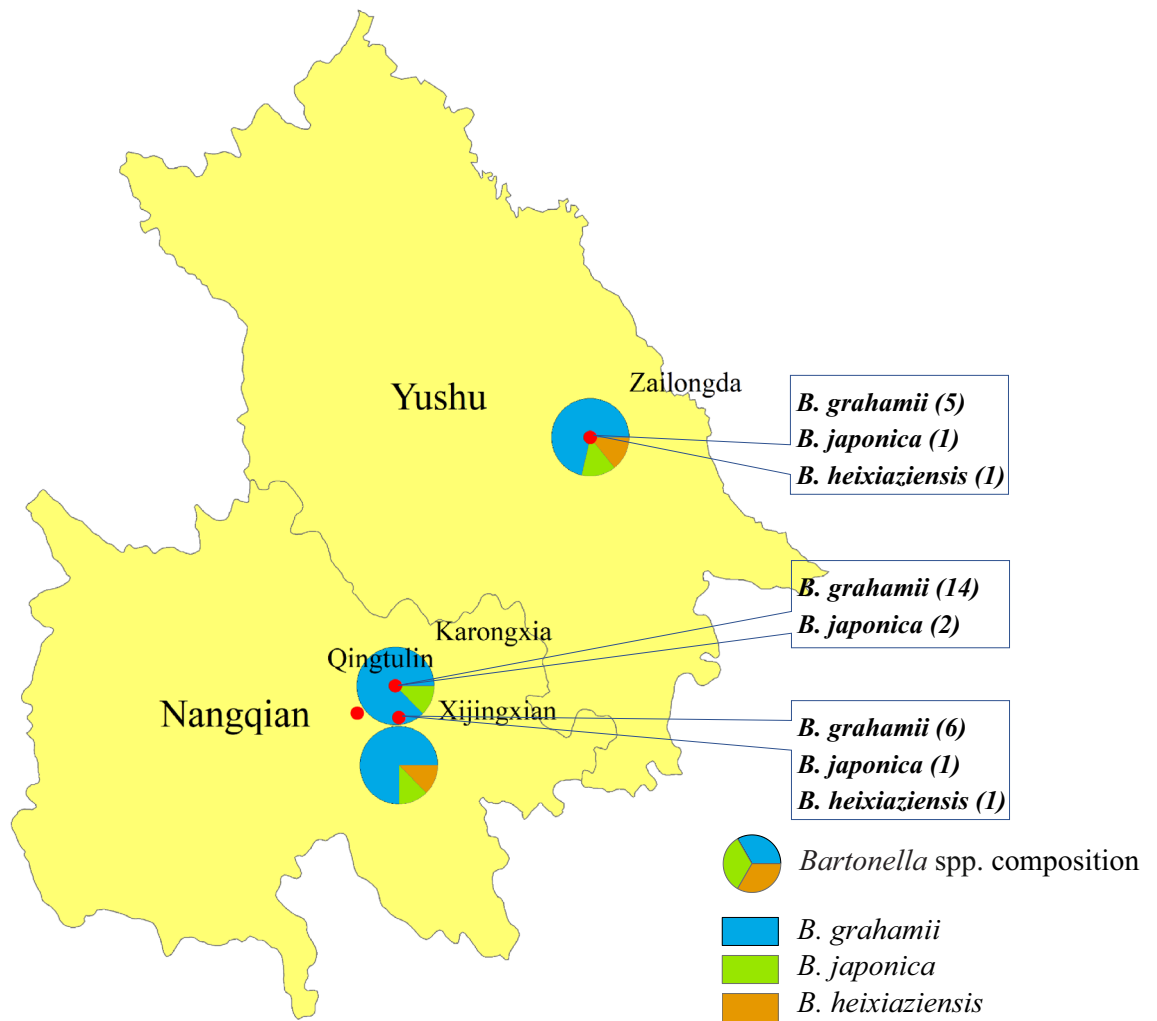 Zailongda
Yushu
B. grahamii (5)
B. japonica (1)
B. heixiaziensis (1)
B. grahamii (14)
B. japonica (2)
Karongxia
Qingtulin
Nangqian
Xijingxian
B. grahamii (6)
B. japonica (1)
B. heixiaziensis (1)
Bartonella spp. composition
B. grahamii
B. japonica
B. heixiaziensis